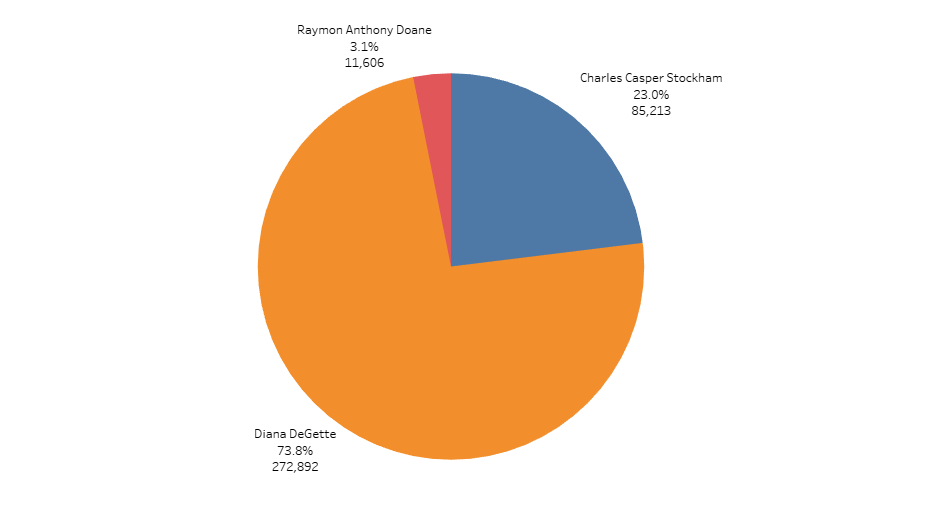 Raymon Anthony Doane
3.1%
11,606
Charles Casper Stockham
23.0%
85,213
Diana DeGette
73.8%
272,892